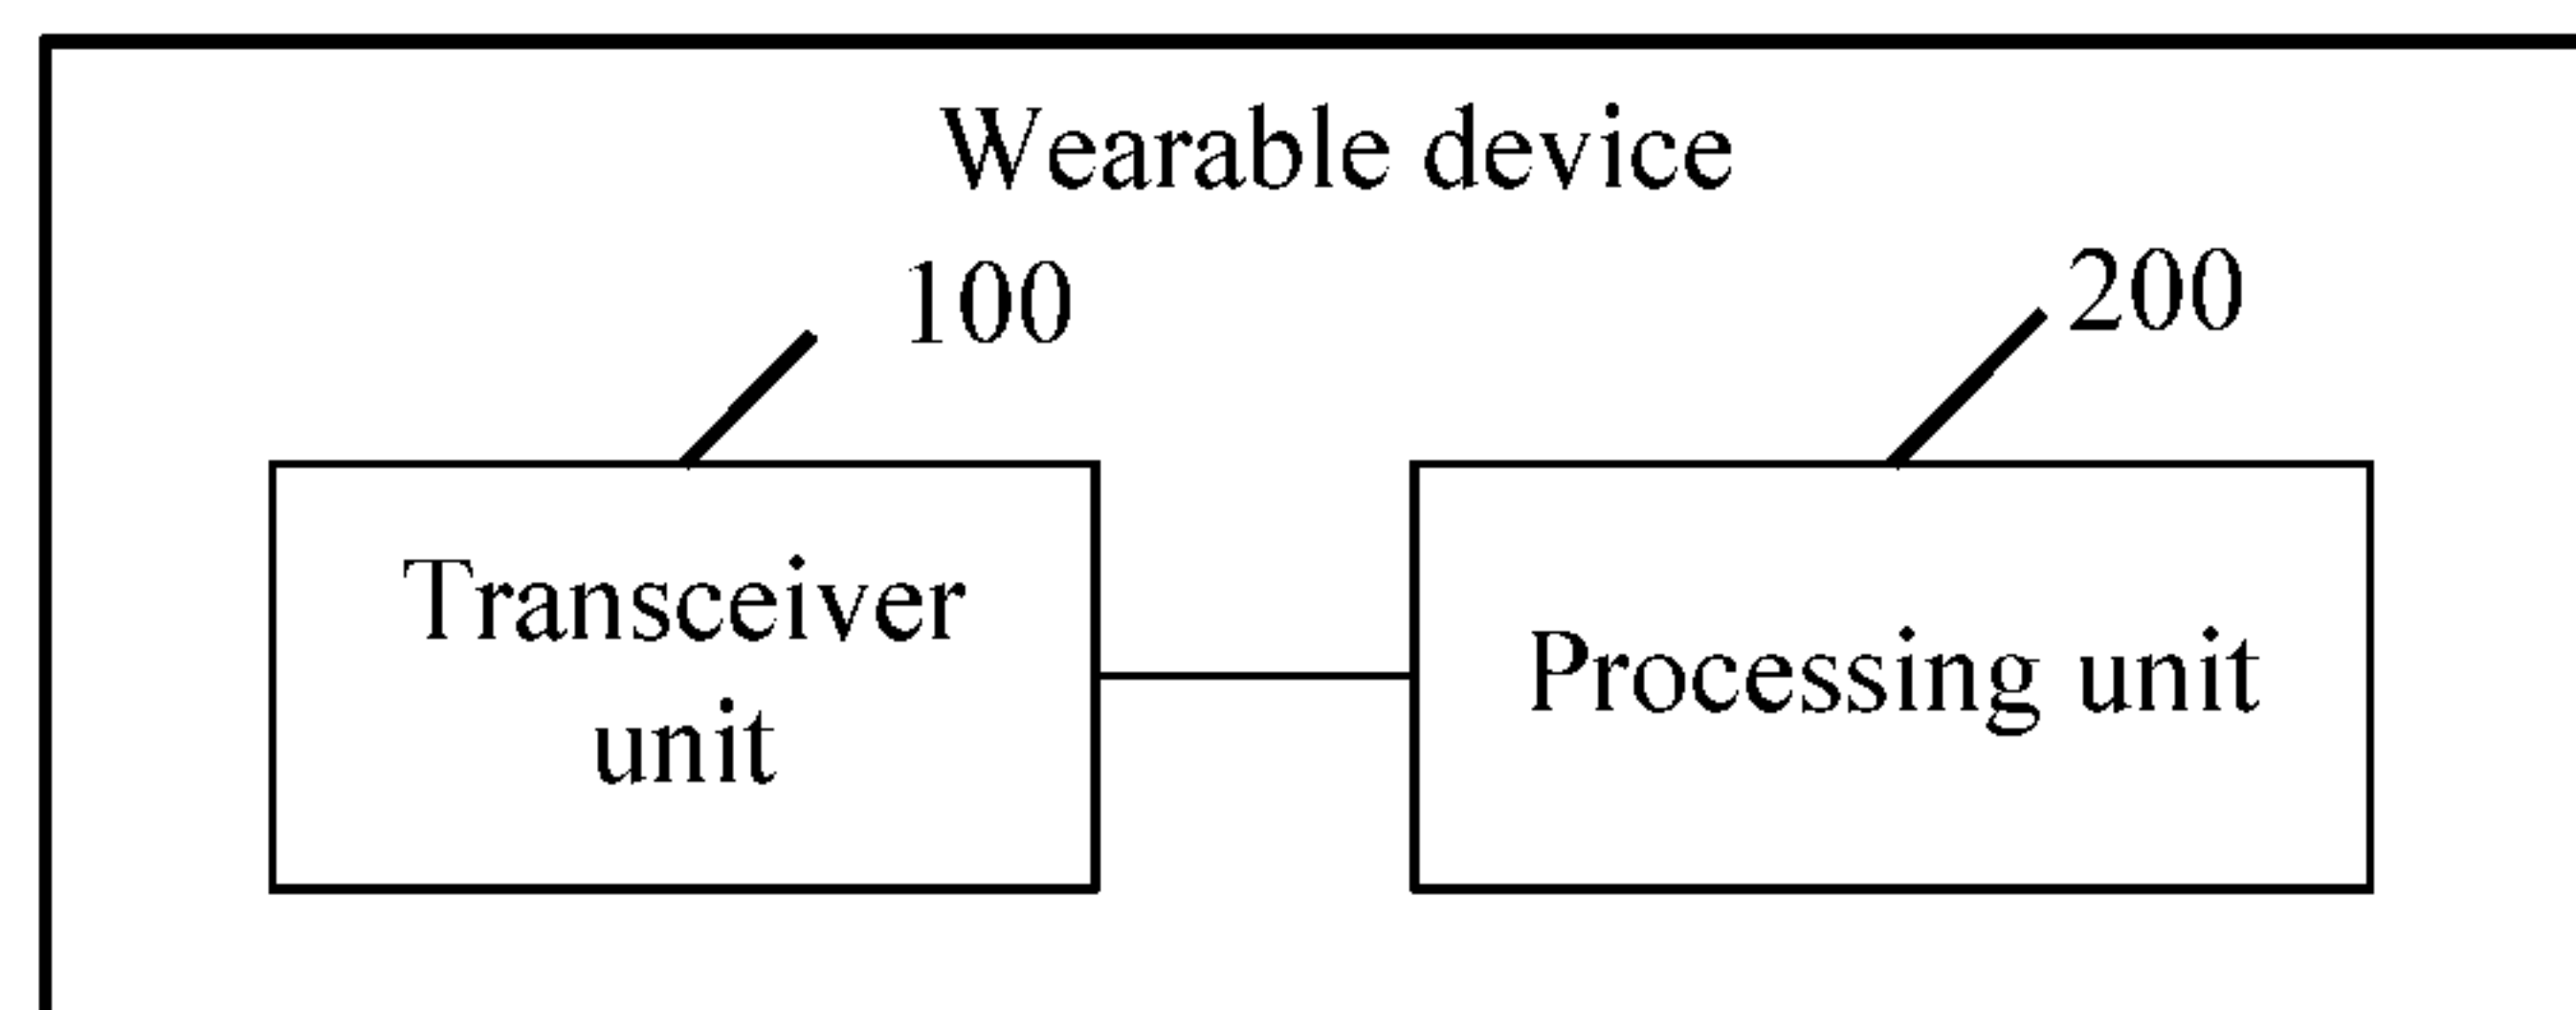 Wearable device
100
200
Transceiver
unit
Processing unit